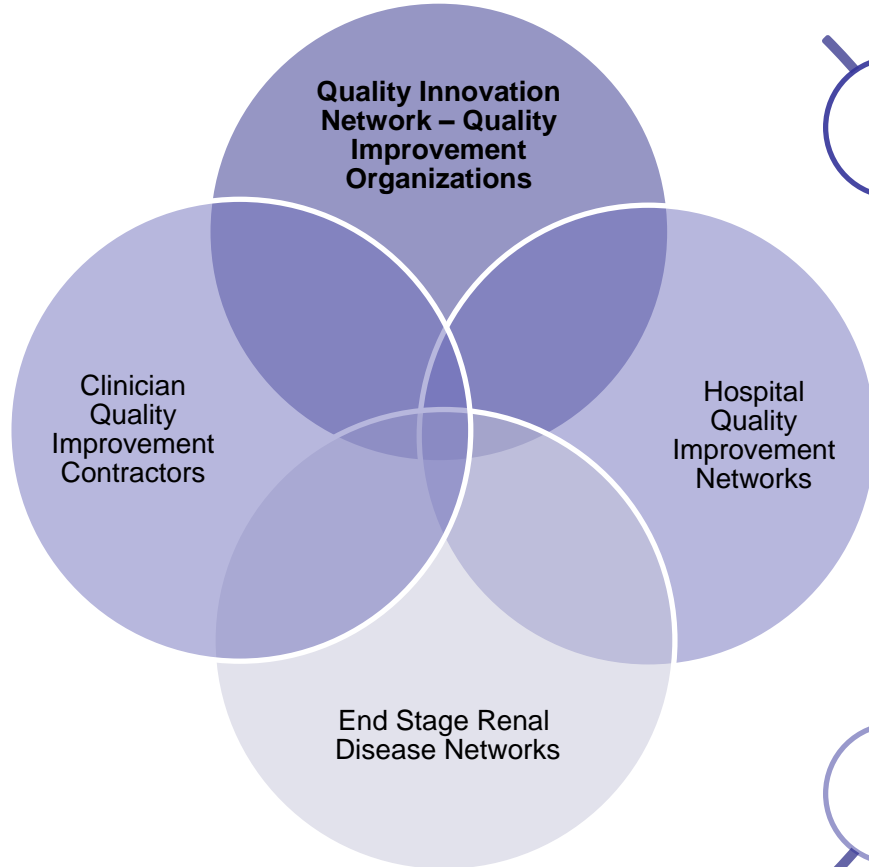 Quality Innovation
Network – Quality
Improvement
Organizations
Clinician
Quality
Improvement
Contractors
Hospital
Quality
Improvement
Networks
End Stage Renal
Disease Networks